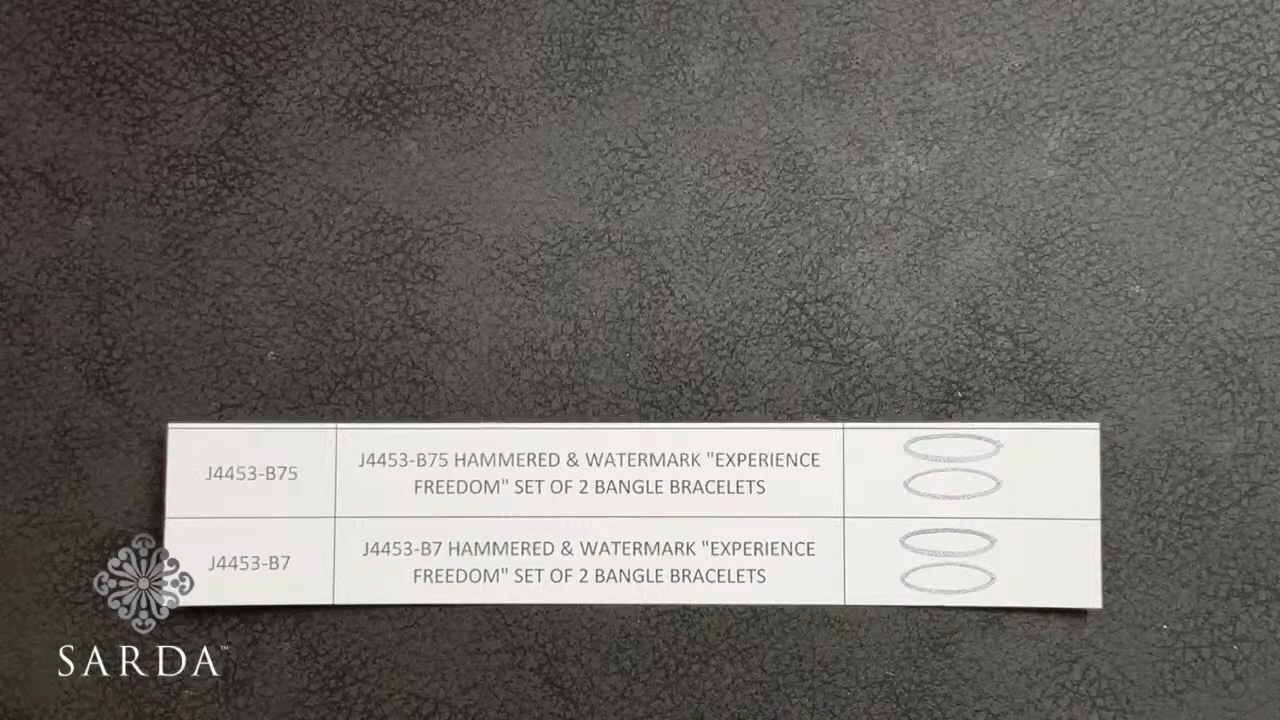 J4453-B75
J4453-B75 HAMMERED & WATERMARK "EXPERIENCE
FREEDOM" SET OF 2 BANGLE BRACELETS
J4453-B7
J4453-B7 HAMMERED & WATERMARK "EXPERIENCE
FREEDOM" SET OF 2 BANGLE BRACELETS
SARDA™